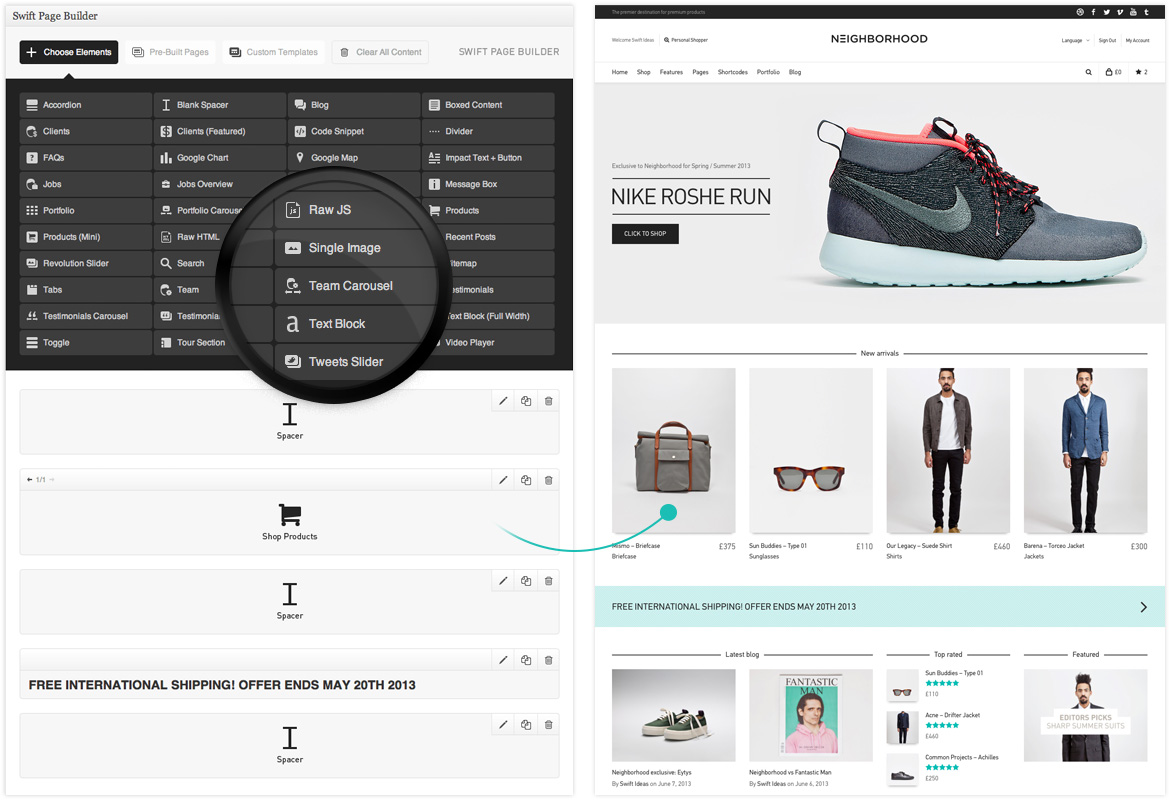 Swift Page Builder
Choose Elements
Pre-Built Pages
Custom Templates
Clear All Content
SWIFT PAGE BUILDER
Accordion
Blank Spacer
Blog
Boxed Content
Clients
Clients (Featured)
Code Snippet
Divider
FAQs
Google Chart
Google Map
Impact Text + Button
Jobs
Jobs Overview
Message Box
Portfolio
Portfolio Carous
Raw JS
Products
Products (Mini)
Raw HTML
Single Image
Recent Posts
Revolution Slider
Search
itemap
Tabs
Team
Team Carousel
estimonials
Testimonials Carousel
Testimonia
Text Block
Text Block (Full Width)
Toggle
Tour Section
Tweets Slider
Video Player
Spacer
1/1
Shop Products
Spacer
FREE INTERNATIONAL SHIPPING! OFFER ENDS MAY 20TH 2013
Spacer
The premier destination for premium products
Welcome Swift Ideas
Personal Shopper
NEIGHBORHOOD
Language
Sign Out
My Account
Home
Shop
Features
Pages
Shortcodes
Portfolio
Blog
£0
2
Exclusive to Neighborhood for Spring / Summer 2013
NIKE ROSHE RUN
CLICK TO SHOP
New arrivals
Mismo – Briefcase
£375
Briefcase
Sun Buddies – Type 01
£110
Sunglasses
Our Legacy – Suede Shirt
£460
Shirts
Barena – Torceo Jacket
£300
Jackets
FREE INTERNATIONAL SHIPPING! OFFER ENDS MAY 20TH 2013
Latest blog
FANTASTIC
MAN
Neighborhood exclusive: Eytys
By Swift Ideas on June 7, 2013
Neighborhood vs Fantastic Man
By Swift Ideas on June 6, 2013
Top rated
Sun Buddies – Type 01
£110
Acne – Drifter Jacket
£460
Common Projects – Achilles
£250
Featured
EDITORS PICKS
SHARP SUMMER SUITS